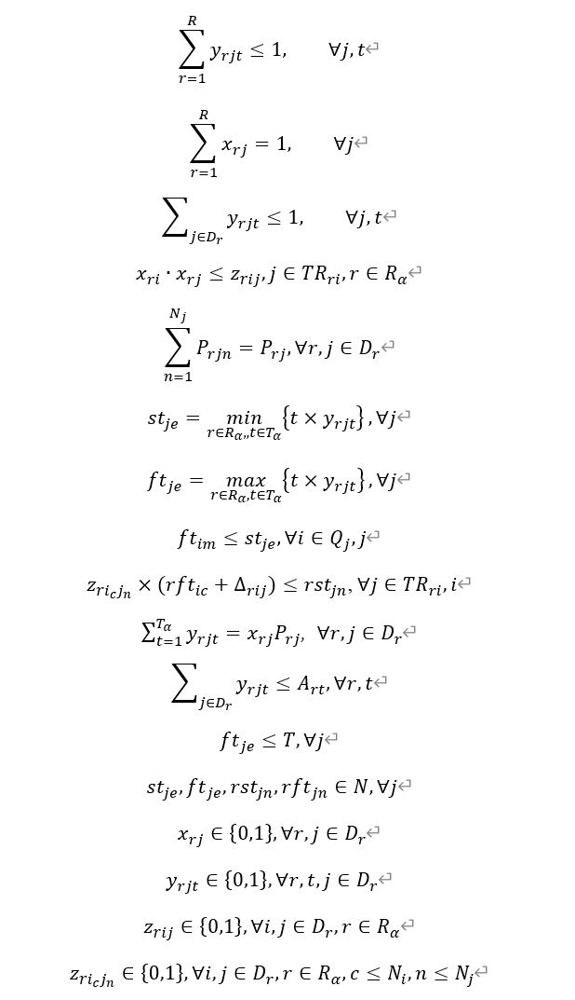 $\sum_{r=1}^{R} y_{rjt} \le 1, \quad \forall j, t$↵
$\sum_{r=1}^{R} x_{rj} = 1, \quad \forall j$↵
$\sum_{j \in D_r} y_{rjt} \le 1, \quad \forall j, t$↵
$x_{ri} \cdot x_{rj} \le z_{rij}, j \in TR_{ri}, r \in R_{\alpha}$↵
$\sum_{n=1}^{N_j} P_{rjn} = P_{rj}, \forall r, j \in D_r$↵
$st_{je} = \min_{r \in R_{\alpha},, t \in T_{\alpha}} \{t \times y_{rjt}\}, \forall j$↵
$ft_{je} = \max_{r \in R_{\alpha}, t \in T_{\alpha}} \{t \times y_{rjt}\}, \forall j$↵
$ft_{im} \le st_{je}, \forall i \in Q_j, j$↵
$z_{ri_c j_n} \times (rft_{ic} + \Delta_{rij}) \le rst_{jn}, \forall j \in TR_{ri}, i$↵
$\sum_{t=1}^{T_{\alpha}} y_{rjt} = x_{rj} P_{rj}, \ \forall r, j \in D_r$↵
$\sum_{j \in D_r} y_{rjt} \le A_{rt}, \forall r, t$↵
$ft_{je} \le T, \forall j$↵
$st_{je}, ft_{je}, rst_{jn}, rft_{jn} \in N, \forall j$↵
$x_{rj} \in \{0,1\}, \forall r, j \in D_r$↵
$y_{rjt} \in \{0,1\}, \forall r, t, j \in D_r$↵
$z_{rij} \in \{0,1\}, \forall i, j \in D_r, r \in R_{\alpha}$↵
$z_{ri_c j_n} \in \{0,1\}, \forall i, j \in D_r, r \in R_{\alpha}, c \le N_i, n \le N_j$↵